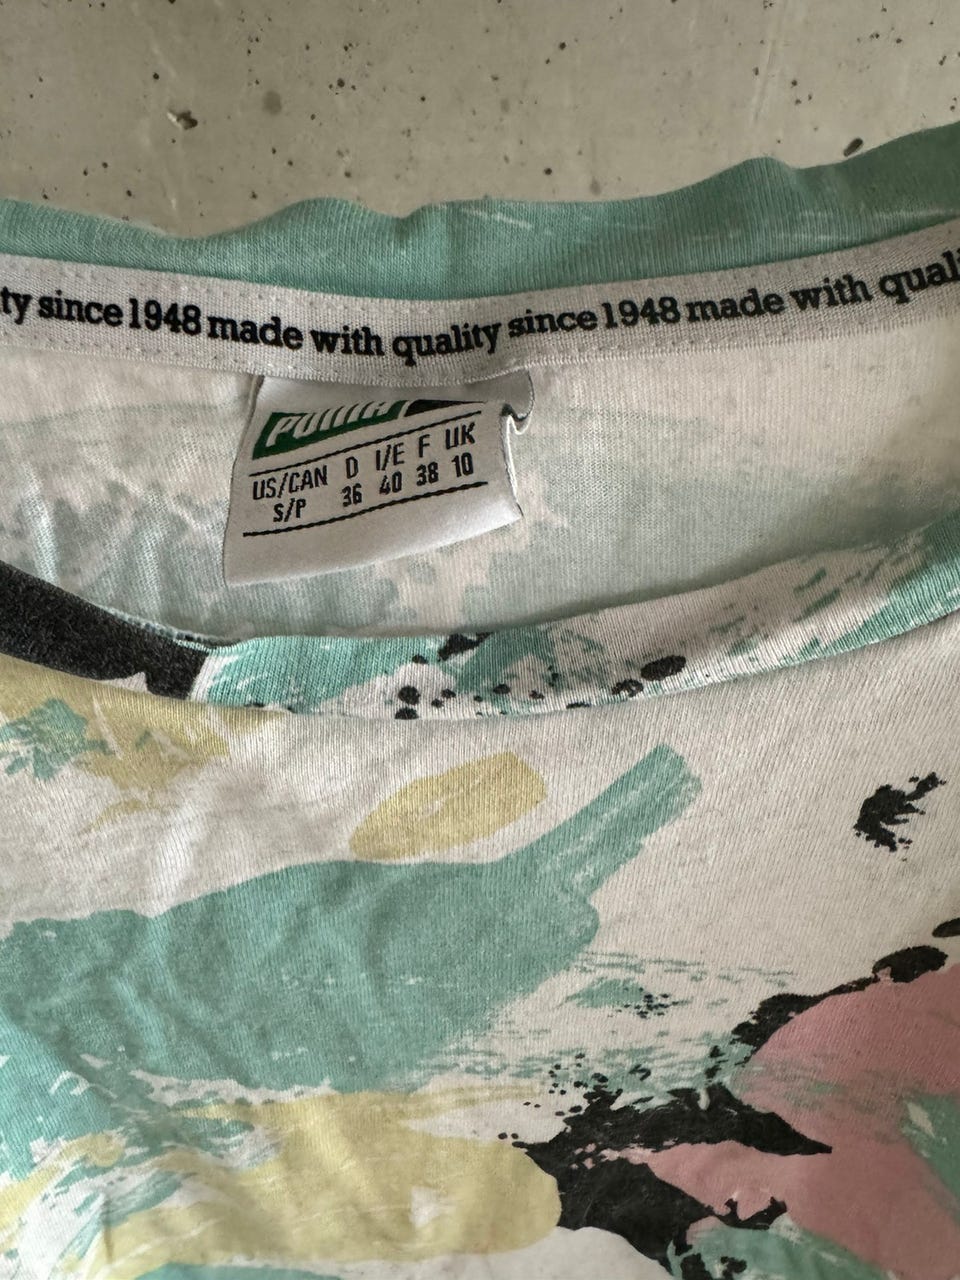 ty since 1948 made with quality since 1948 made with quali
PUMA
US/CAN D I/E F UK
S/P 36 40 38 10